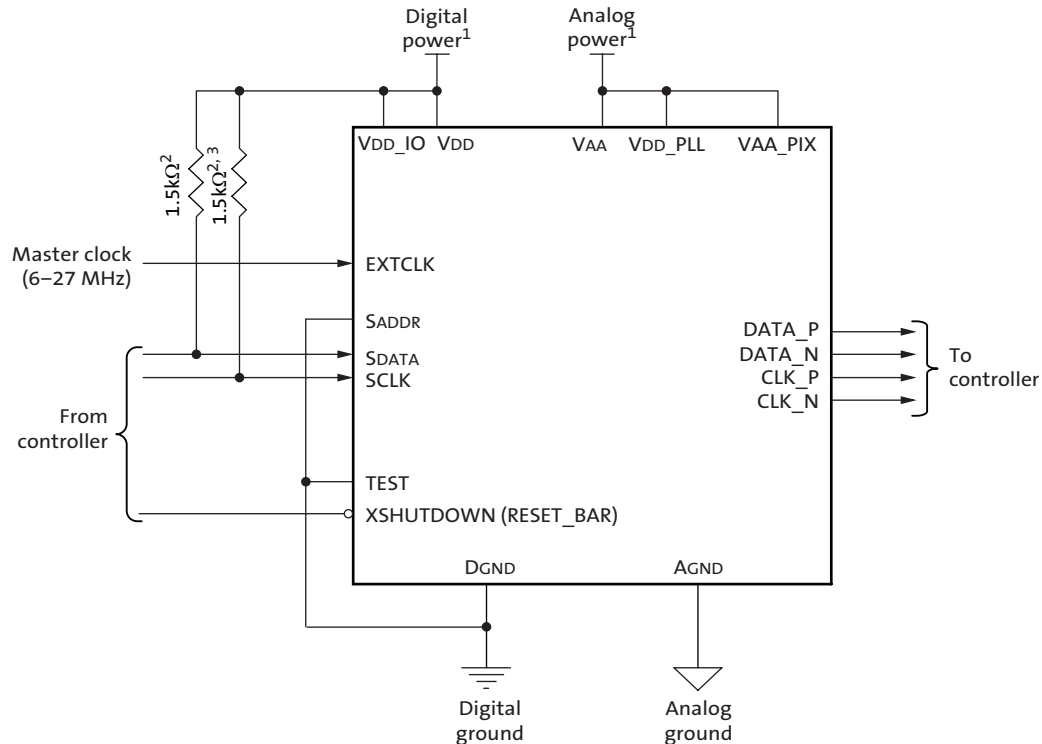 Digital
power1
Analog
power1
VDD_IO VDD
VAA VDD_PLL VAA_PIX
1.5kΩ2
1.5kΩ2, 3
Master clock
(6–27 MHz)
EXTCLK
SADDR
SDATA
SCLK
From
controller
TEST
XSHUTDOWN (RESET_BAR)
DATA_P
DATA_N
CLK_P
CLK_N
To
controller
DGND
AGND
Digital
ground
Analog
ground